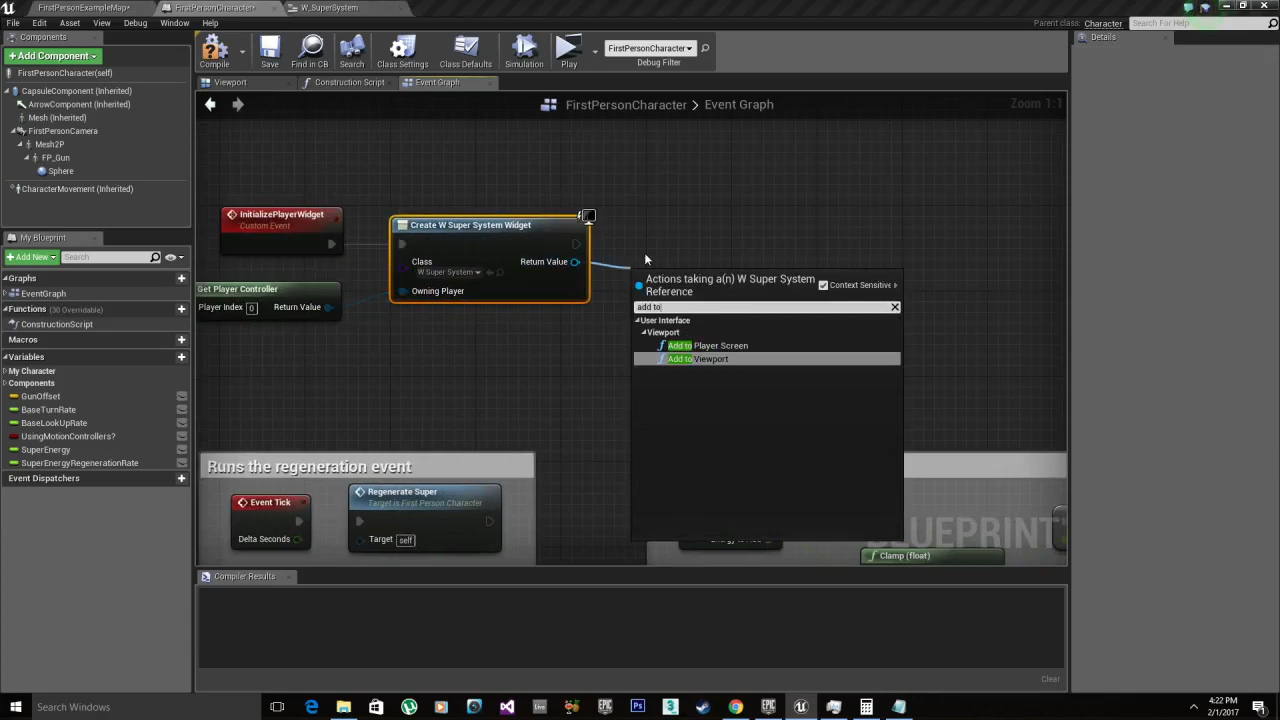 FirstPersonExampleMap*
FirstPersonCharacter*
W_SuperSystem
File Edit Asset View Debug Window Help
Parent class: Character
Search For Help
Components
Add Component
FirstPersonCharacter(self)
CapsuleComponent (Inherited)
ArrowComponent (Inherited)
Mesh (Inherited)
FirstPersonCamera
Mesh2P
FP_Gun
Sphere
CharacterMovement (Inherited)
Compile
Save
Find in CB
Search
Class Settings
Class Defaults
Simulation
Play
FirstPersonCharacter
Debug Filter
Details
Viewport
Construction Script
Event Graph
FirstPersonCharacter > Event Graph
Zoom 1:1
My Blueprint
Add New
Search
Graphs
EventGraph
Functions (30 Overridable)
ConstructionScript
Macros
Variables
My Character
Components
GunOffset
BaseTurnRate
BaseLookUpRate
UsingMotionControllers?
SuperEnergy
SuperEnergyRegenerationRate
Event Dispatchers
InitializePlayerWidget
Custom Event
Get Player Controller
Player Index 0
Return Value
Create W Super System Widget
Class
W Super System
Return Value
Owning Player
Actions taking a(n) W Super System Reference
Context Sensitive
add to
User Interface
Viewport
Add to Player Screen
Add to Viewport
Runs the regeneration event
Event Tick
Delta Seconds
Regenerate Super
Target is First Person Character
Target self
Energy to Add
BLUEPRINT
Clamp (float)
Compiler Results
Clear
Search Windows
4:22 PM
2/1/2017